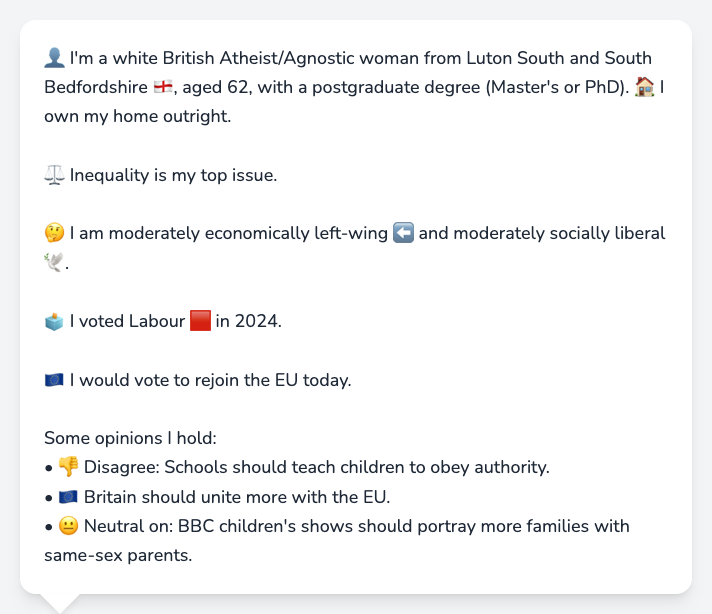 👤 I'm a white British Atheist/Agnostic woman from Luton South and South
Bedfordshire 🏴󠁧󠁢󠁥󠁮󠁧󠁿, aged 62, with a postgraduate degree (Master's or PhD). 🏠 I
own my home outright.
⚖️ Inequality is my top issue.
🤔 I am moderately economically left-wing ⬅️ and moderately socially liberal
🕊️.
🗳️ I voted Labour 🟥 in 2024.
🇪🇺 I would vote to rejoin the EU today.
Some opinions I hold:
• 👎 Disagree: Schools should teach children to obey authority.
• 🇪🇺 Britain should unite more with the EU.
• 😐 Neutral on: BBC children's shows should portray more families with
same-sex parents.